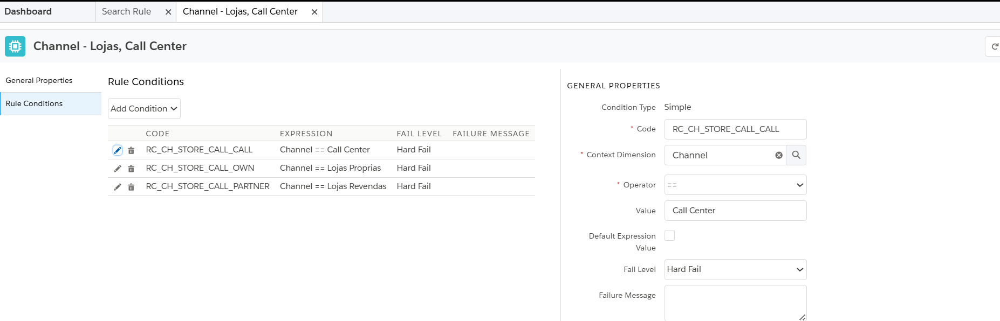 Dashboard
Search Rule
Channel - Lojas, Call Center
Channel - Lojas, Call Center
General Properties
Rule Conditions
Rule Conditions
Add Condition
CODE EXPRESSION FAIL LEVEL FAILURE MESSAGE
RC_CH_STORE_CALL_CALL Channel == Call Center Hard Fail
RC_CH_STORE_CALL_OWN Channel == Lojas Proprias Hard Fail
RC_CH_STORE_CALL_PARTNER Channel == Lojas Revendas Hard Fail
GENERAL PROPERTIES
Condition Type Simple
* Code RC_CH_STORE_CALL_CALL
* Context Dimension Channel
* Operator ==
Value Call Center
Default Expression
Value
Fail Level Hard Fail
Failure Message